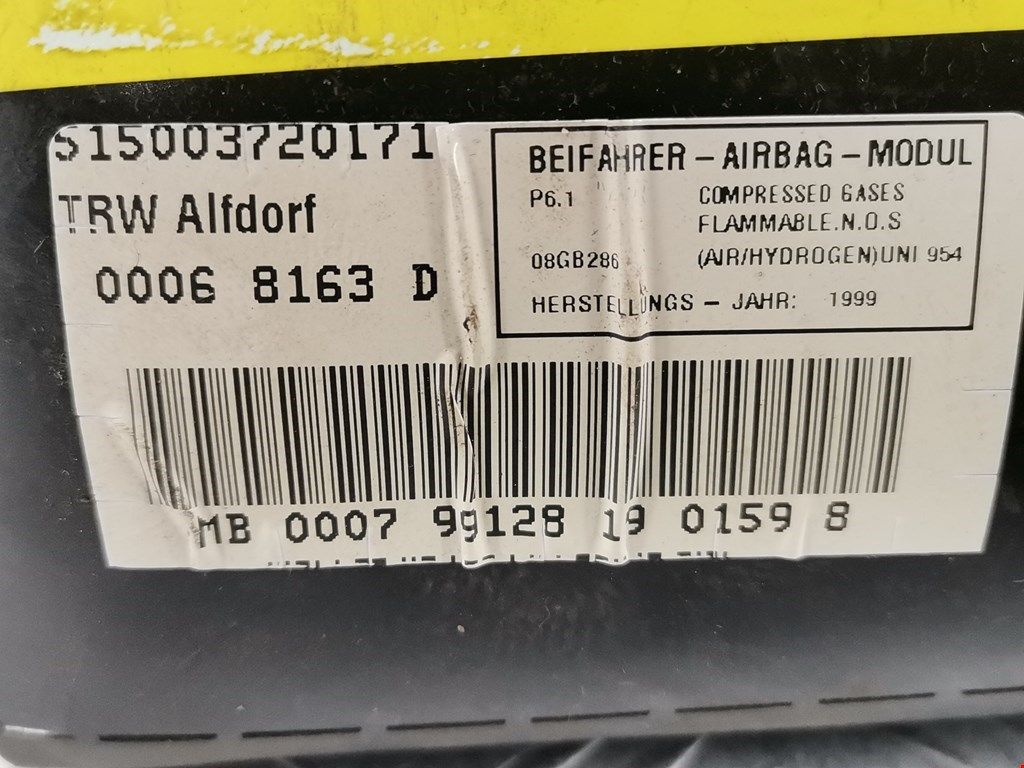 S15003720171
TRW Alfdorf
0006 8163 D
BEIFAHRER - AIRBAG - MODUL
P6.1 COMPRESSED GASES
FLAMMABLE.N.O.S
08GB286 (AIR/HYDROGEN)UNI 954
HERSTELLUNGS - JAHR: 1999
MB 0007 99128 19 0159 8